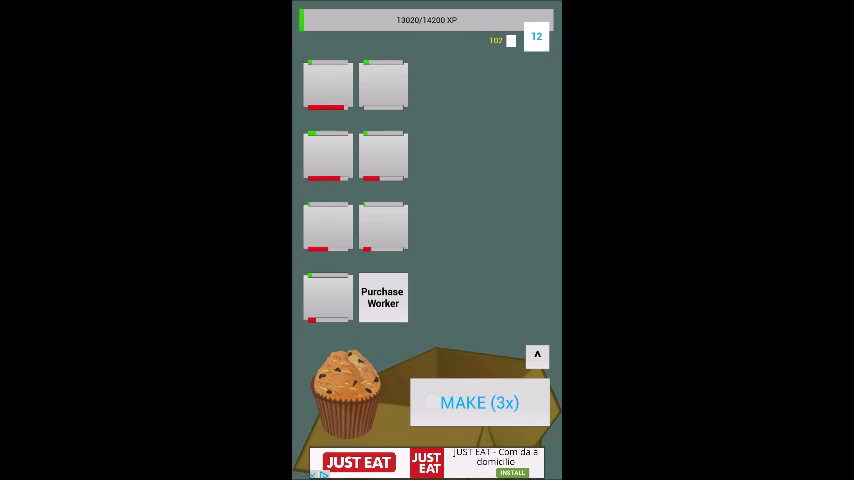 13020/14200 XP
102
12
Purchase
Worker
^
MAKE (3x)
JUST EAT
JUST
EAT
JUST EAT - Com da a
domicilio
INSTALL